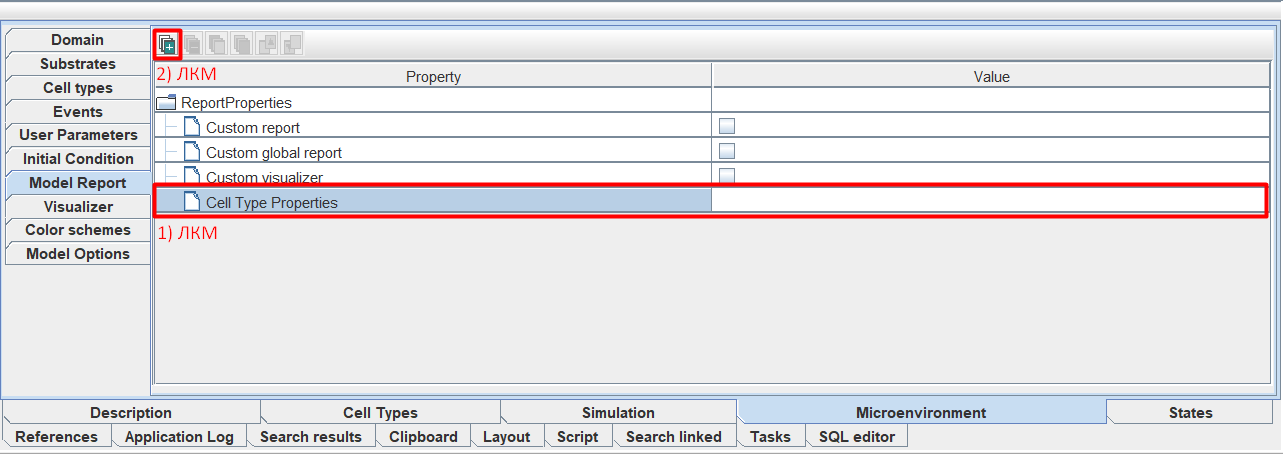 Domain
Substrates
Cell types
Events
User Parameters
Initial Condition
Model Report
Visualizer
Color schemes
Model Options
2) ЛКМ
Property Value
ReportProperties
Custom report
Custom global report
Custom visualizer
Cell Type Properties
1) ЛКМ
Description Cell Types Simulation Microenvironment States
References Application Log Search results Clipboard Layout Script Search linked Tasks SQL editor